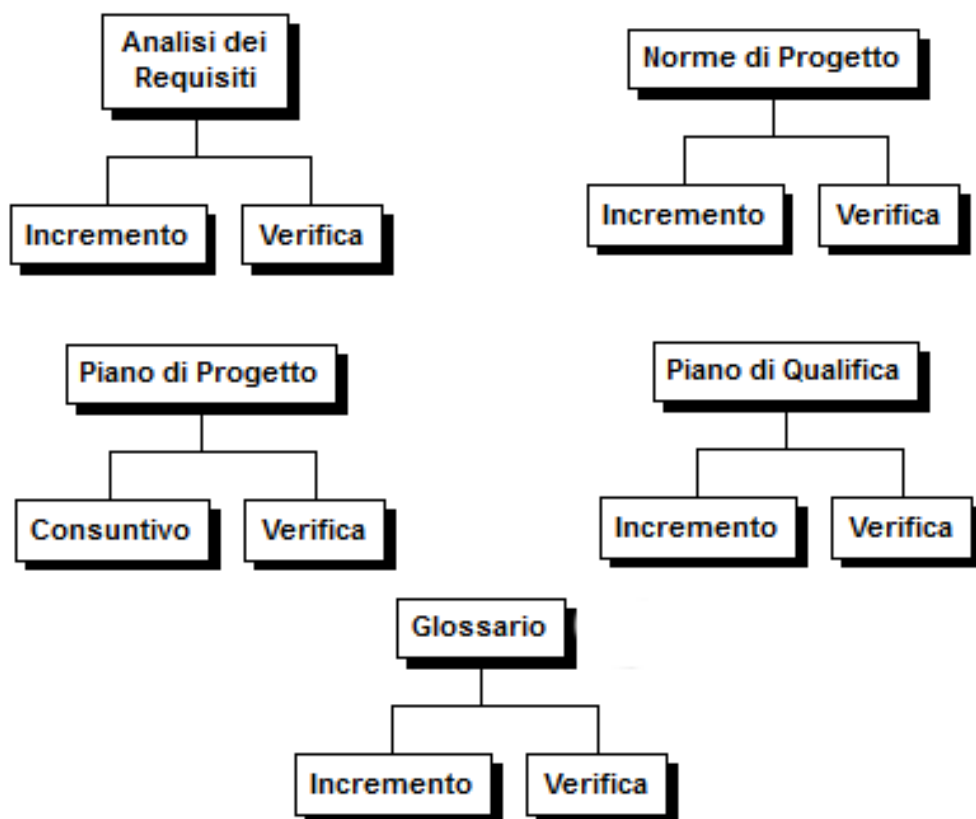 Analisi dei
Requisiti
Norme di Progetto
Incremento
Verifica
Incremento
Verifica
Piano di Progetto
Piano di Qualifica
Consuntivo
Verifica
Incremento
Verifica
Glossario
Incremento
Verifica